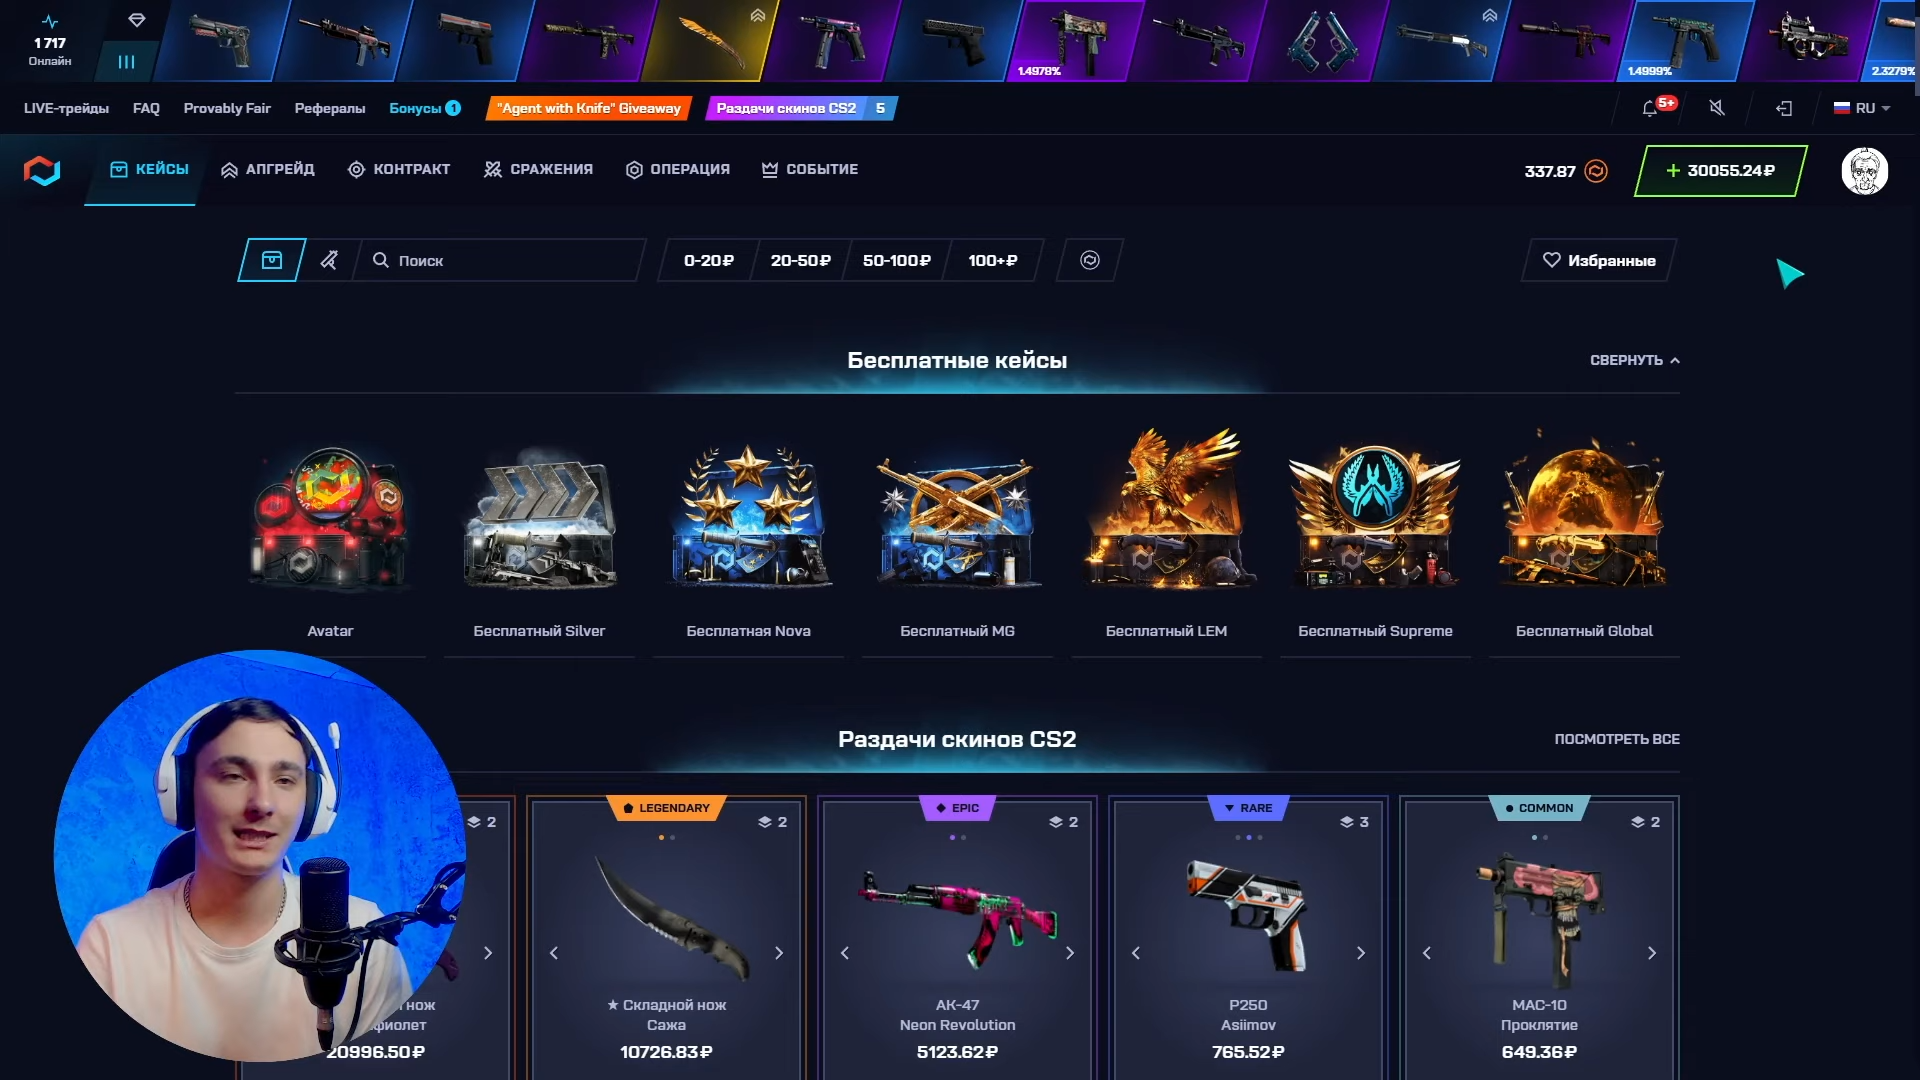 1 717
Онлайн
1.4978%
1.4999%
2.3279%
LIVE-трейды
FAQ
Provably Fair
Рефералы
Бонусы 1
"Agent with Knife" Giveaway
Раздачи скинов CS2 5
5+
RU
КЕЙСЫ
АПГРЕЙД
КОНТРАКТ
СРАЖЕНИЯ
ОПЕРАЦИЯ
СОБЫТИЕ
337.87
+ 30055.24₽
Поиск
0-20₽
20-50₽
50-100₽
100+₽
Избранные
Бесплатные кейсы
СВЕРНУТЬ
Avatar
Бесплатный Silver
Бесплатная Nova
Бесплатный MG
Бесплатный LEM
Бесплатный Supreme
Бесплатный Global
Раздачи скинов CS2
ПОСМОТРЕТЬ ВСЕ
2
нож
20996.50₽
LEGENDARY
2
★ Складной нож
Сажа
10726.83₽
EPIC
2
AK-47
Neon Revolution
5123.62₽
RARE
3
P250
Asiimov
765.52₽
COMMON
2
MAC-10
Проклятие
649.36₽